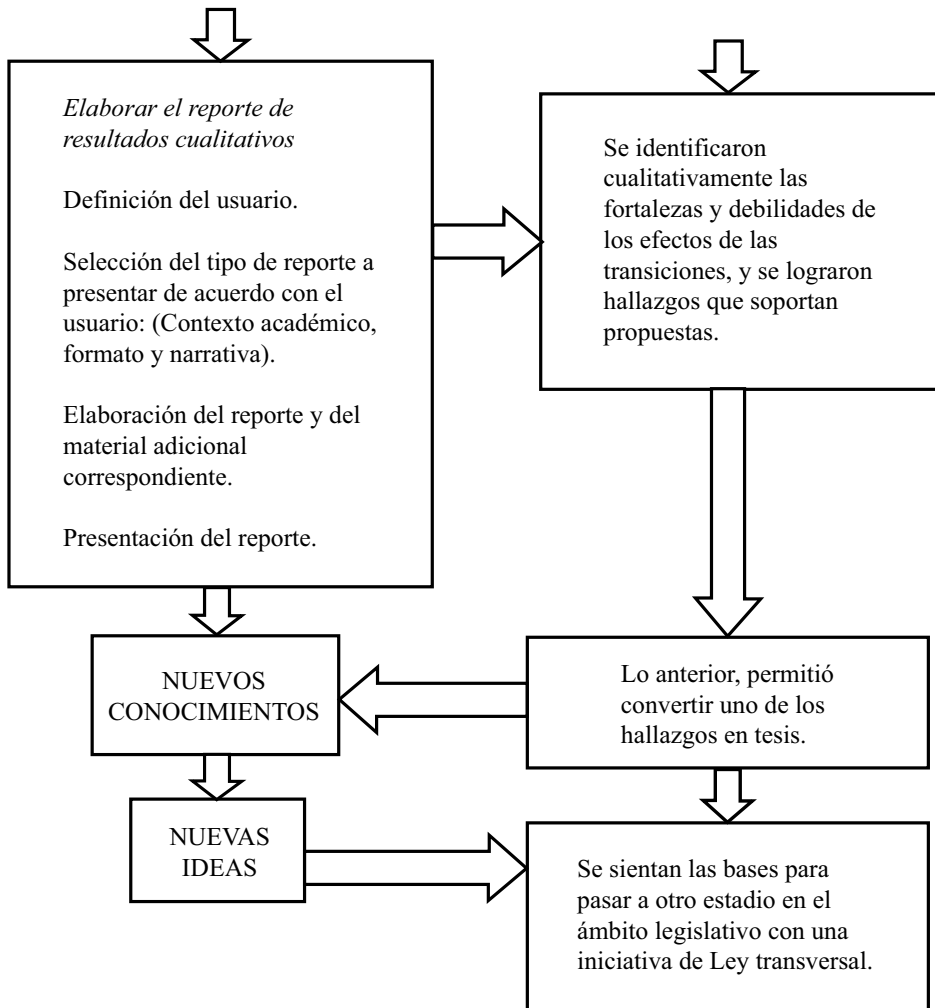 Elaborar el reporte de
resultados cualitativos
Definición del usuario.
Selección del tipo de reporte a
presentar de acuerdo con el
usuario: (Contexto académico,
formato y narrativa).
Elaboración del reporte y del
material adicional
correspondiente.
Presentación del reporte.
Se identificaron
cualitativamente las
fortalezas y debilidades de
los efectos de las
transiciones, y se lograron
hallazgos que soportan
propuestas.
NUEVOS
CONOCIMIENTOS
Lo anterior, permitió
convertir uno de los
hallazgos en tesis.
NUEVAS
IDEAS
Se sientan las bases para
pasar a otro estadio en el
ámbito legislativo con una
iniciativa de Ley transversal.